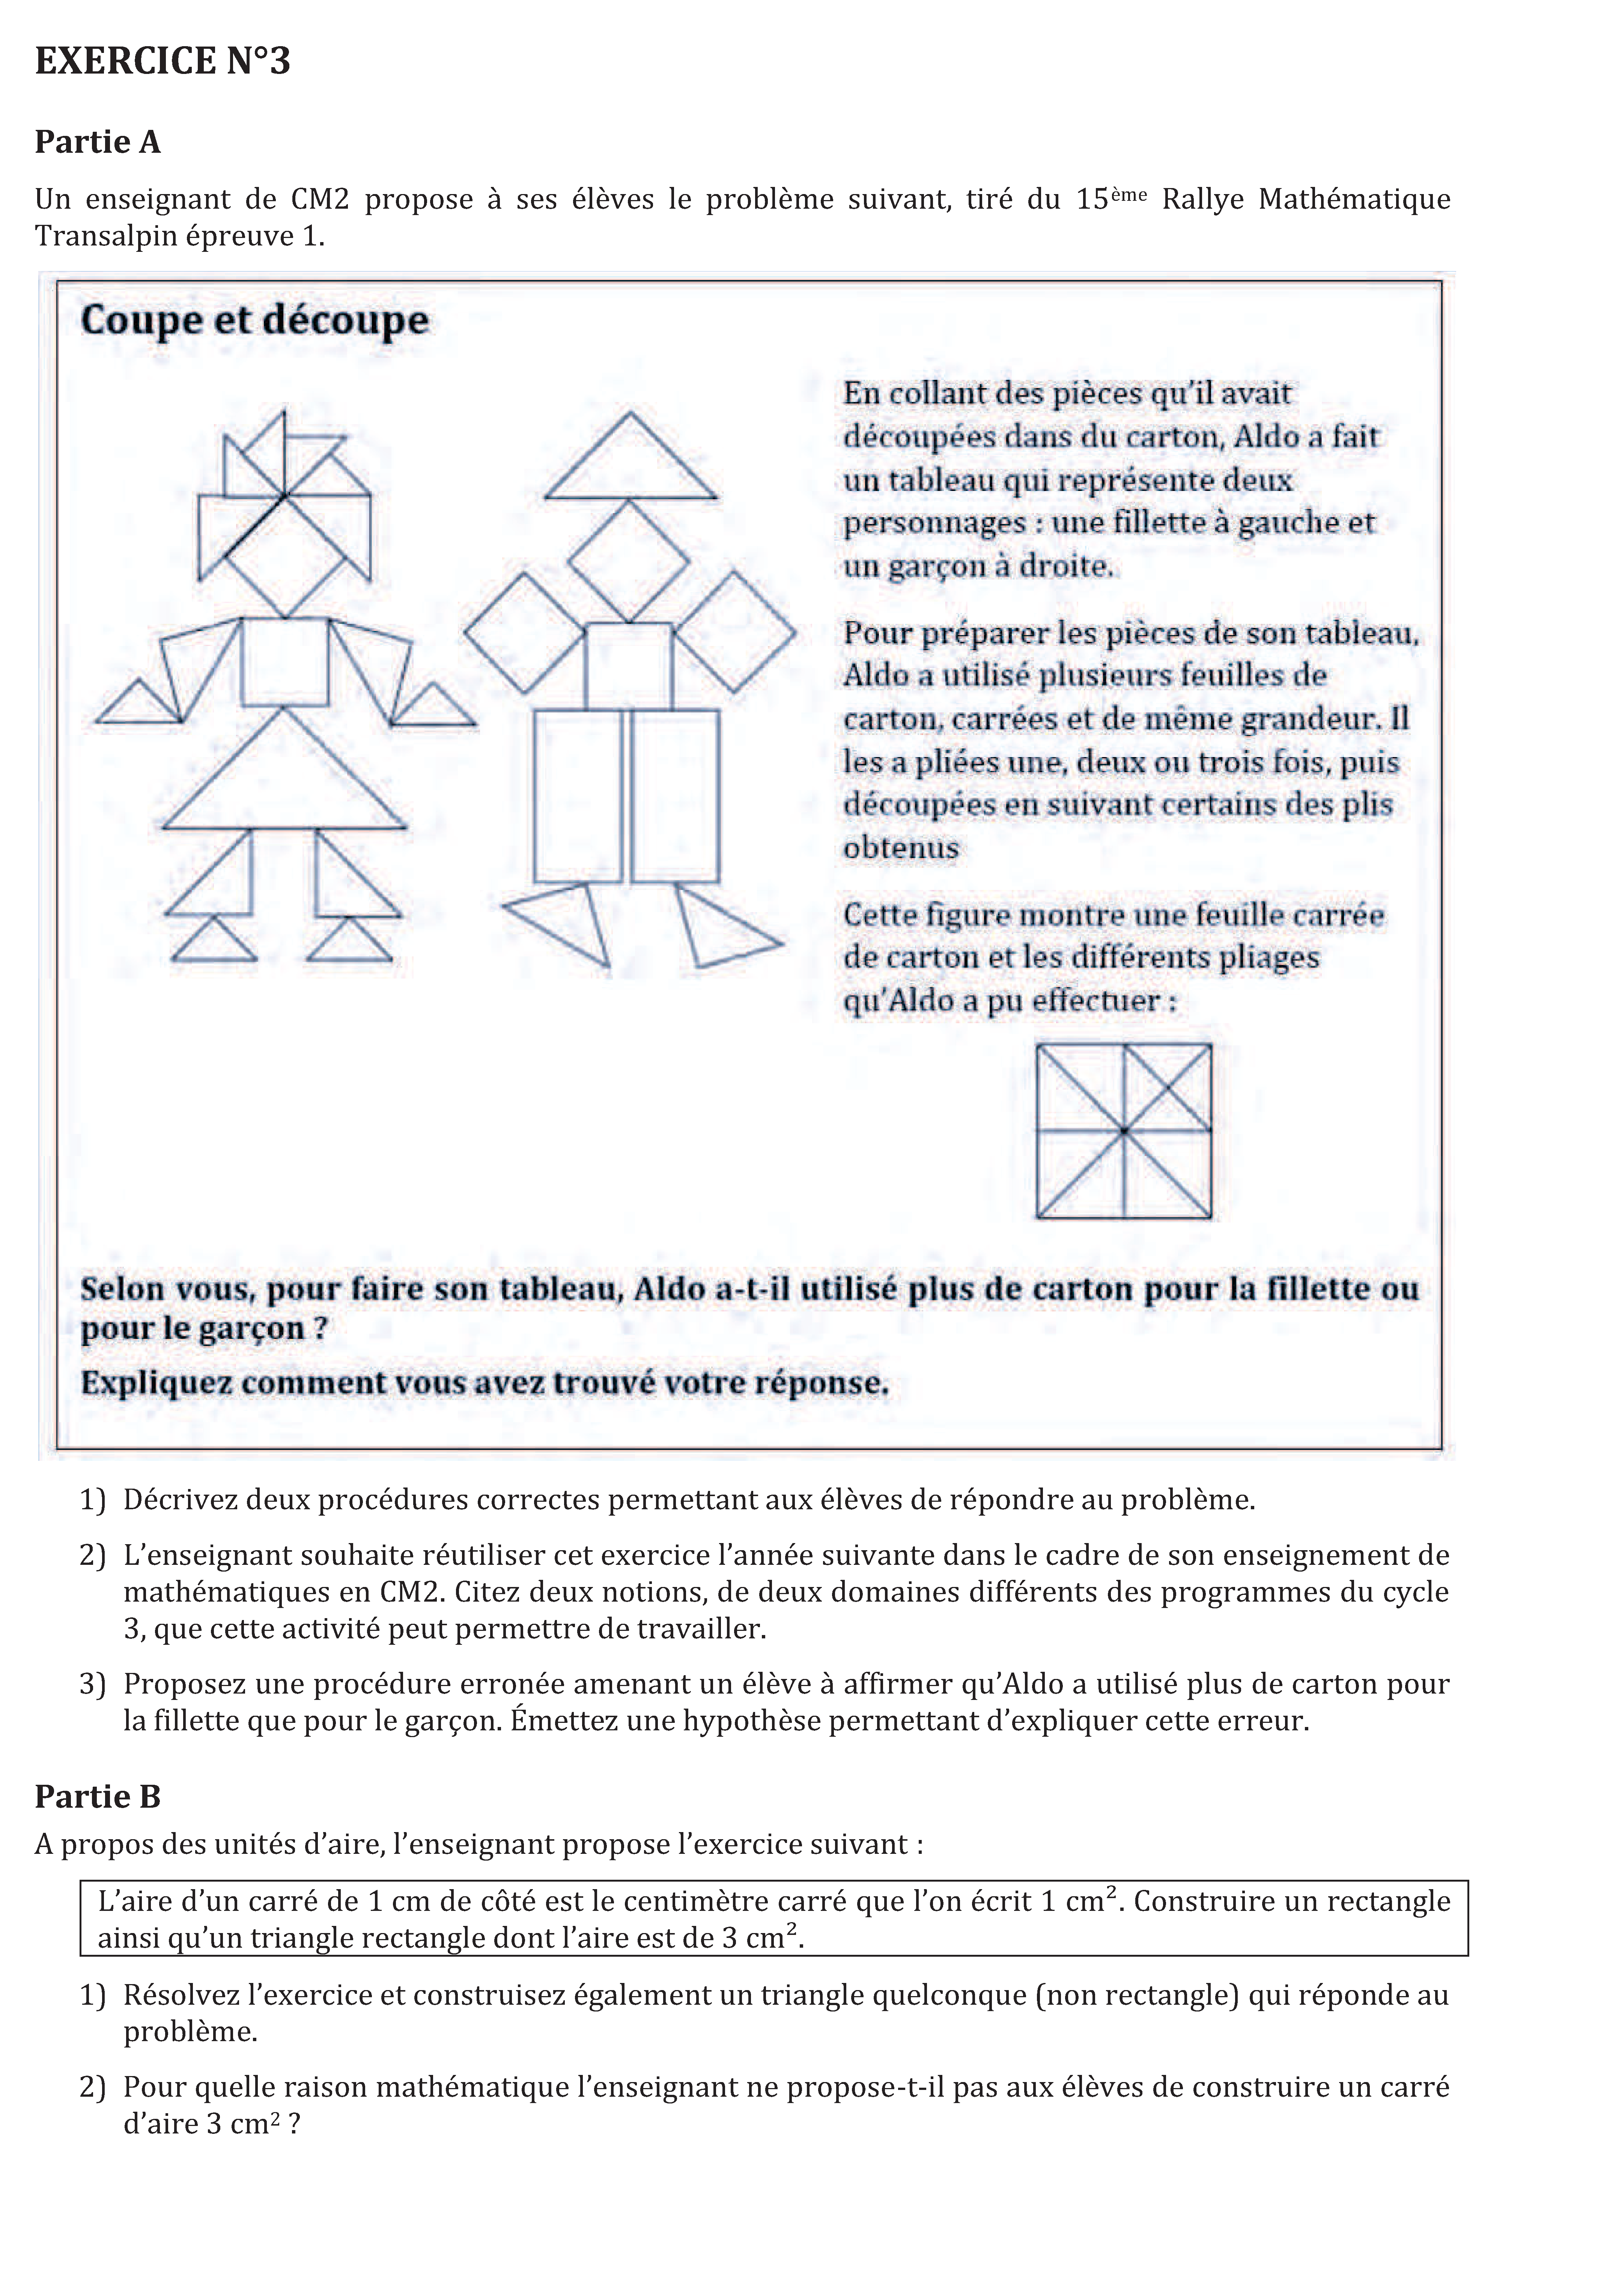 EXERCICE N°3
Partie A
Un enseignant de CM2 propose à ses élèves le problème suivant, tiré du 15ème Rallye Mathématique
Transalpin épreuve 1.
Coupe et découpe
En collant des pièces qu'il avait
découpées dans du carton, Aldo a fait
un tableau qui représente deux
personnages : une fillette à gauche et
un garçon à droite.
Pour préparer les pièces de son tableau,
Aldo a utilisé plusieurs feuilles de
carton, carrées et de même grandeur. Il
les a pliées une, deux ou trois fois, puis
découpées en suivant certains des plis
obtenus
Cette figure montre une feuille carrée
de carton et les différents pliages
qu'Aldo a pu effectuer :
Selon vous, pour faire son tableau, Aldo a-t-il utilisé plus de carton pour la fillette ou
pour le garçon ?
Expliquez comment vous avez trouvé votre réponse.
1) Décrivez deux procédures correctes permettant aux élèves de répondre au problème.
2) L'enseignant souhaite réutiliser cet exercice l'année suivante dans le cadre de son enseignement de
mathématiques en CM2. Citez deux notions, de deux domaines différents des programmes du cycle
3, que cette activité peut permettre de travailler.
3) Proposez une procédure erronée amenant un élève à affirmer qu'Aldo a utilisé plus de carton pour
la fillette que pour le garçon. Émettez une hypothèse permettant d'expliquer cette erreur.
Partie B
A propos des unités d'aire, l'enseignant propose l'exercice suivant :
L'aire d'un carré de 1 cm de côté est le centimètre carré que l'on écrit 1 cm². Construire un rectangle
ainsi qu'un triangle rectangle dont l'aire est de 3 cm².
1) Résolvez l'exercice et construisez également un triangle quelconque (non rectangle) qui réponde au
problème.
2) Pour quelle raison mathématique l'enseignant ne propose-t-il pas aux élèves de construire un carré
d'aire 3 cm² ?